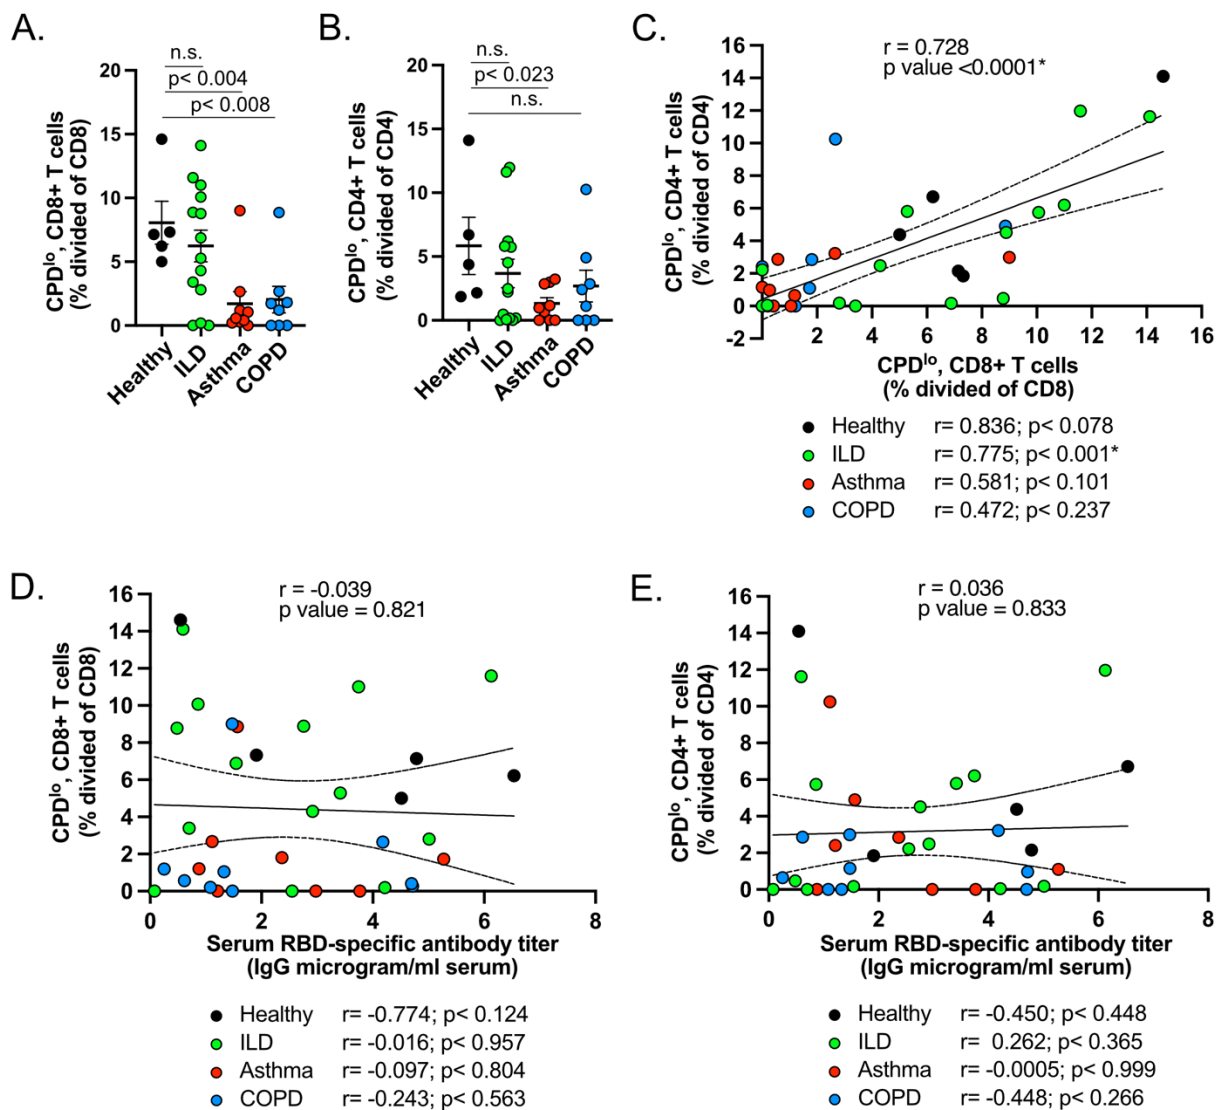 A.
n.s.
p< 0.004
p< 0.008
CPDlo, CD8+ T cells
(% divided of CD8)
20
15
10
5
0
Healthy
ILD
Asthma
COPD
B.
n.s.
p< 0.023
n.s.
CPDlo, CD4+ T cells
(% divided of CD4)
20
15
10
5
0
Healthy
ILD
Asthma
COPD
C.
r = 0.728
p value <0.0001*
CPDlo, CD4+ T cells
(% divided of CD4)
16
14
12
10
8
6
4
2
0
-2
0 2 4 6 8 10 12 14 16
CPDlo, CD8+ T cells
(% divided of CD8)
Healthy r= 0.836; p< 0.078
ILD r= 0.775; p< 0.001*
Asthma r= 0.581; p< 0.101
COPD r= 0.472; p< 0.237
D.
r = -0.039
p value = 0.821
CPDlo, CD8+ T cells
(% divided of CD8)
16
14
12
10
8
6
4
2
0
0 2 4 6 8
Serum RBD-specific antibody titer
(IgG microgram/ml serum)
Healthy r= -0.774; p< 0.124
ILD r= -0.016; p< 0.957
Asthma r= -0.097; p< 0.804
COPD r= -0.243; p< 0.563
E.
r = 0.036
p value = 0.833
CPDlo, CD4+ T cells
(% divided of CD4)
16
14
12
10
8
6
4
2
0
0 2 4 6 8
Serum RBD-specific antibody titer
(IgG microgram/ml serum)
Healthy r= -0.450; p< 0.448
ILD r= 0.262; p< 0.365
Asthma r= -0.0005; p< 0.999
COPD r= -0.448; p< 0.266